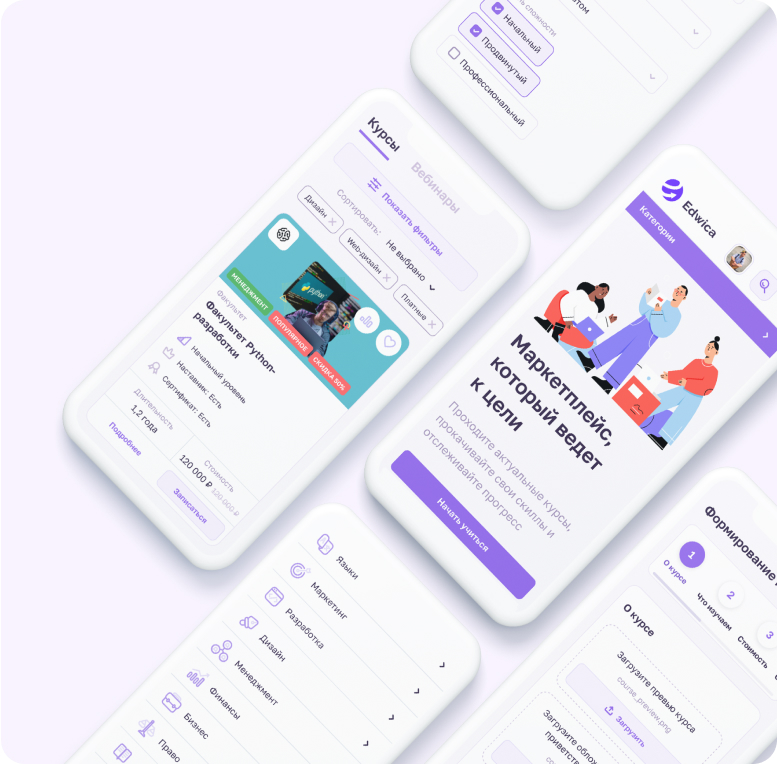 Начальный
Продвинутый
Профессиональный
Курсы
Вебинары
Показать фильтры
Сортировать:
Не выбрано
Дизайн
Web-дизайн
Платные
python
МЕНЕДЖМЕНТ
ПОПУЛЯРНОЕ
СКИДКА 50%
Факультет
Факультет Python-
разработки
Начальный уровень
Наставник: Есть
Сертификат: Есть
Длительность
1,2 года
Стоимость
120 000 ₽
Подробнее
Записаться
Edwica
Категории
Маркетплейс,
который ведет
к цели
Проходите актуальные курсы,
прокачивайте свои скиллы и
отслеживайте прогресс
Начать учиться
Языки
Маркетинг
Разработка
Дизайн
Менеджмент
Финансы
Бизнес
Право
Формирование
1
2
3
О курсе
Что изучаем
Стоимость
О курсе
Загрузите превью курса
course_preview.png
Загрузить
Загрузите